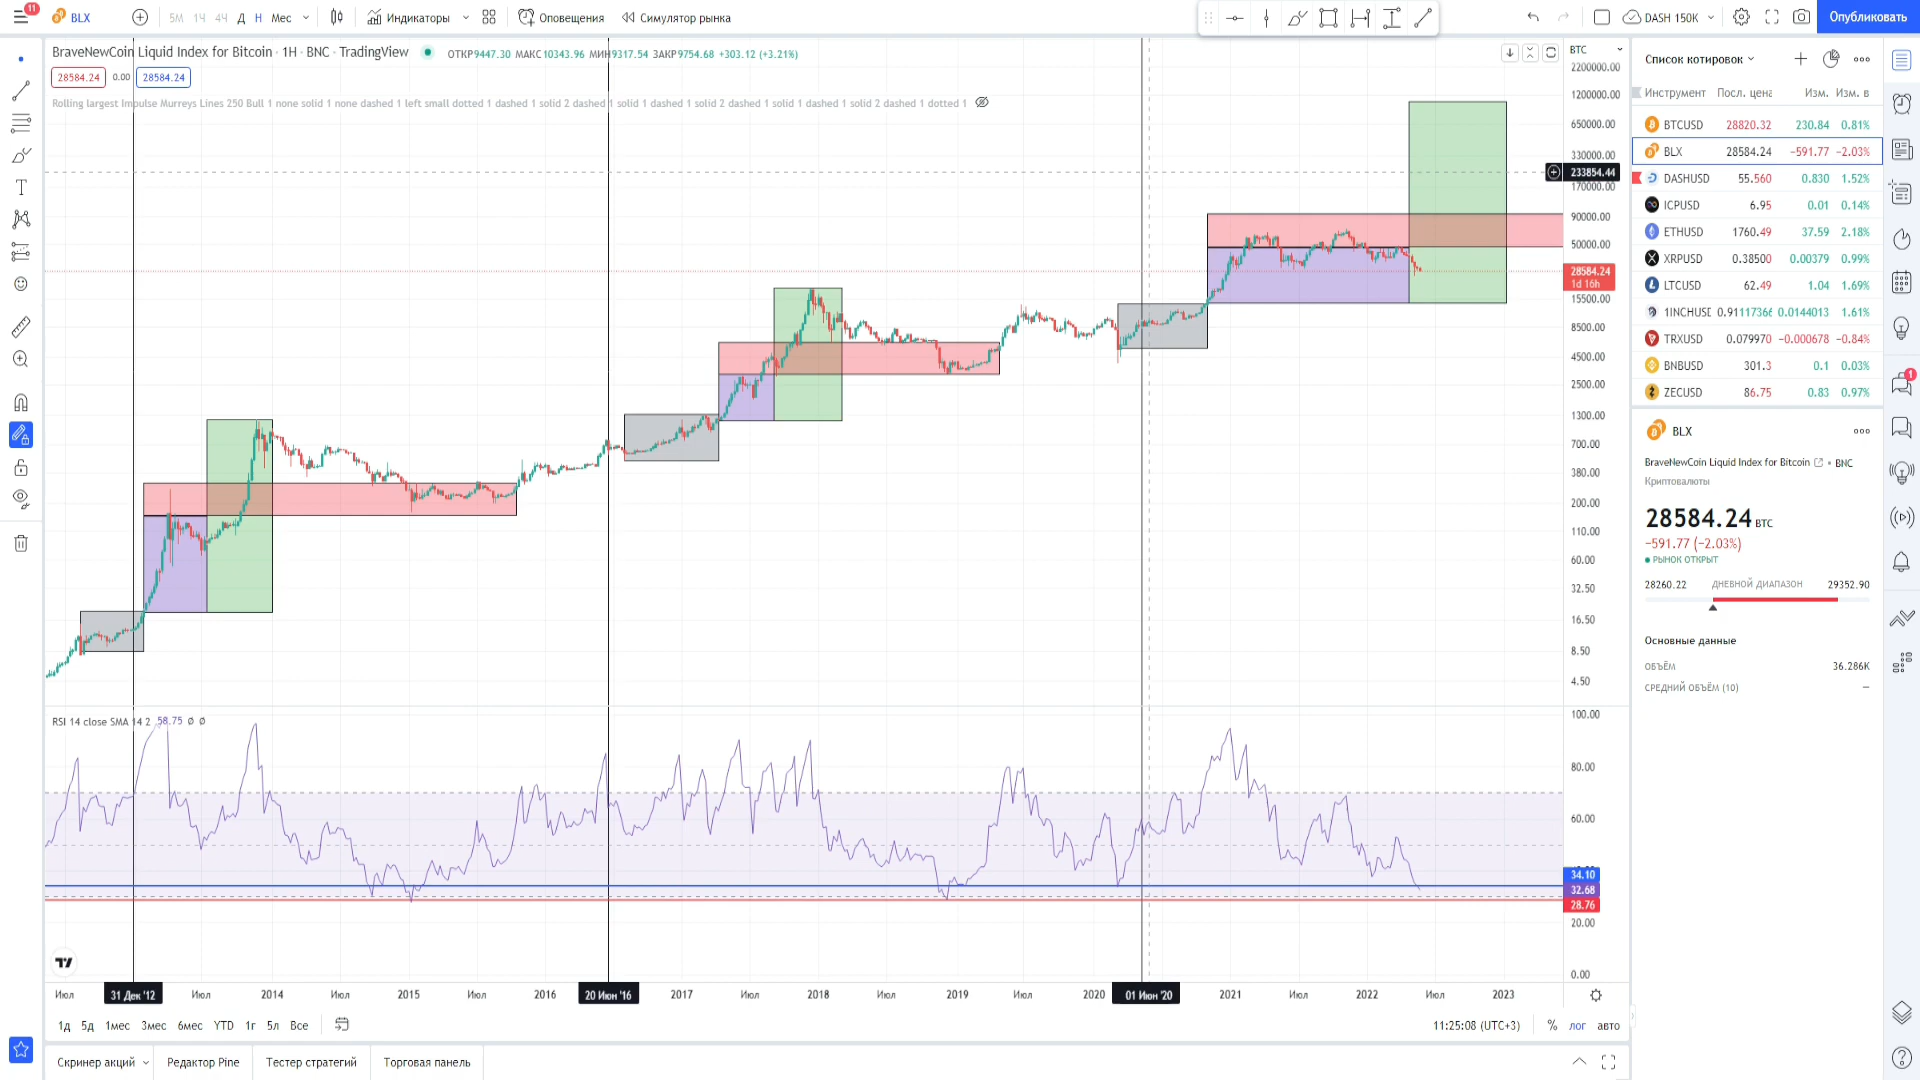 11
BLX
5М 1Ч 4Ч Д Н Мес
Индикаторы
Оповещения
Симулятор рынка
DASH 150K
Опубликовать
BraveNewCoin Liquid Index for Bitcoin · 1Н · BNC · TradingView
ОТКР9447.30 МАКС10343.96 МИН9317.54 ЗАКР9754.68 +303.12 (+3.21%)
28584.24 0.00 28584.24
Rolling largest Impulse Murreys Lines 250 Bull 1 none solid 1 none dashed 1 left small dotted 1 dashed 1 solid 2 dashed 1 solid 1 dashed 1 solid 2 dashed 1 solid 1 dashed 1 solid 2 dashed 1 dotted 1
BTC
2200000.00
1200000.00
650000.00
330000.00
233854.44
170000.00
90000.00
50000.00
28584.24
1d 16h
15500.00
8500.00
4500.00
2500.00
1300.00
700.00
380.00
200.00
110.00
60.00
32.50
16.50
8.50
4.50
RSI 14 close SMA 14 2 58.75 Ø Ø
100.00
80.00
60.00
34.10
32.68
28.76
20.00
0.00
Июл 31 Дек '12 Июл 2014 Июл 2015 Июл 2016 20 Июн '16 2017 Июл 2018 Июл 2019 Июл 2020 01 Июн '20 2021 Июл 2022 Июл 2023
1д 5д 1мес 3мес 6мес YTD 1г 5л Все
11:25:08 (UTC+3) % лог авто
Скринер акций Редактор Pine Тестер стратегий Торговая панель
Список котировок
Инструмент Посл. цена Изм. Изм. в
BTCUSD 28820.32 230.84 0.81%
BLX 28584.24 −591.77 −2.03%
DASHUSD 55.560 0.830 1.52%
ICPUSD 6.95 0.01 0.14%
ETHUSD 1760.49 37.59 2.18%
XRPUSD 0.38500 0.00379 0.99%
LTCUSD 62.49 1.04 1.69%
1INCHUSD 0.91117366 0.0144013 1.61%
TRXUSD 0.079970 −0.000678 −0.84%
BNBUSD 301.3 0.1 0.03%
ZECUSD 86.75 0.83 0.97%
1
BLX
BraveNewCoin Liquid Index for Bitcoin • BNC
Криптовалюты
28584.24 BTC
−591.77 (−2.03%)
РЫНОК ОТКРЫТ
28260.22 ДНЕВНОЙ ДИАПАЗОН 29352.90
Основные данные
ОБЪЁМ 36.286K
СРЕДНИЙ ОБЪЁМ (10) —